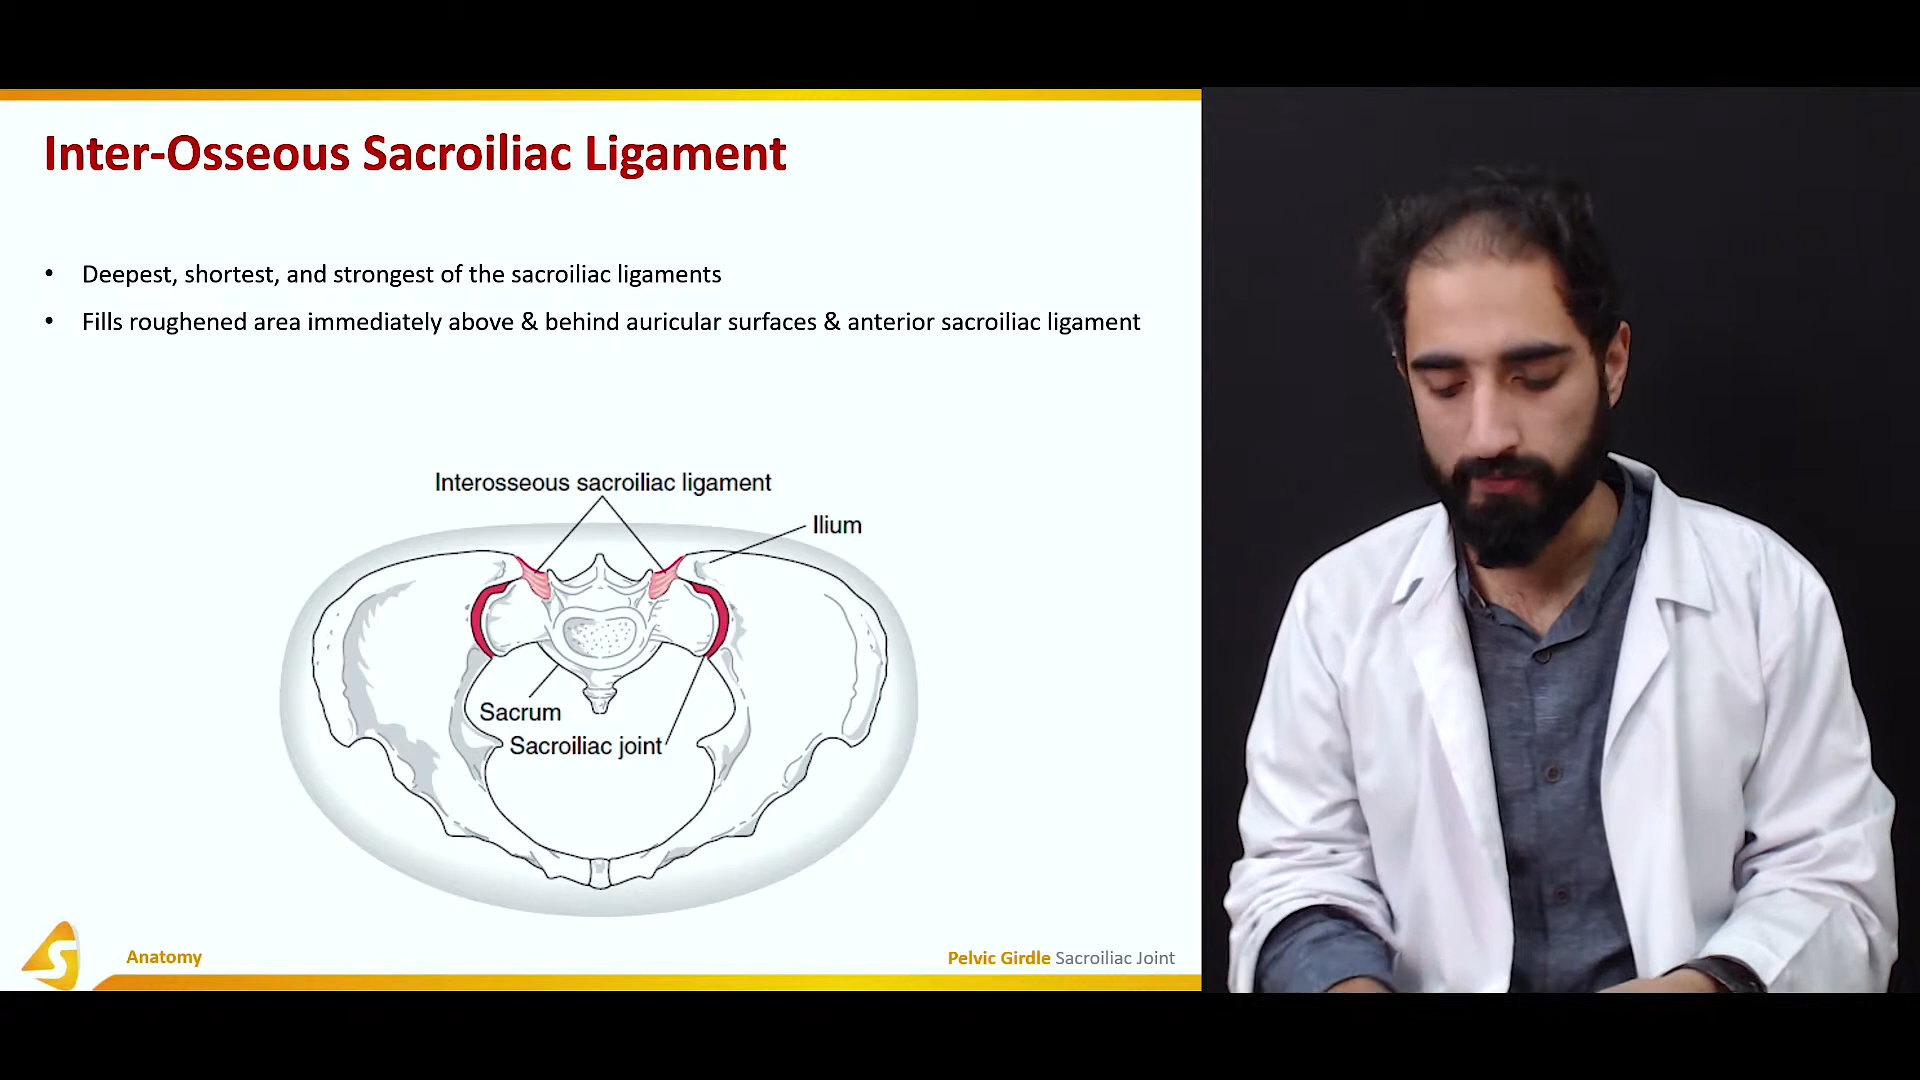 Inter-Osseous Sacroiliac Ligament
• Deepest, shortest, and strongest of the sacroiliac ligaments
• Fills roughened area immediately above & behind auricular surfaces & anterior sacroiliac ligament
Interosseous sacroiliac ligament
Ilium
Sacrum
Sacroiliac joint
S
Anatomy
Pelvic Girdle Sacroiliac Joint